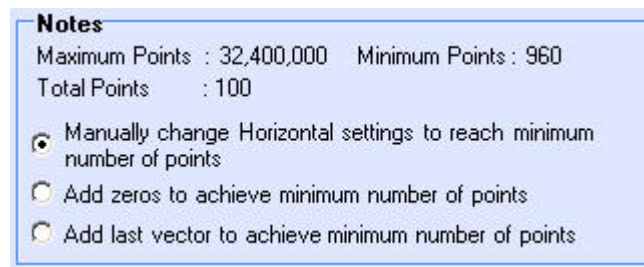 Notes
Maximum Points : 32,400,000 Minimum Points : 960
Total Points : 100
Manually change Horizontal settings to reach minimum
number of points
Add zeros to achieve minimum number of points
Add last vector to achieve minimum number of points